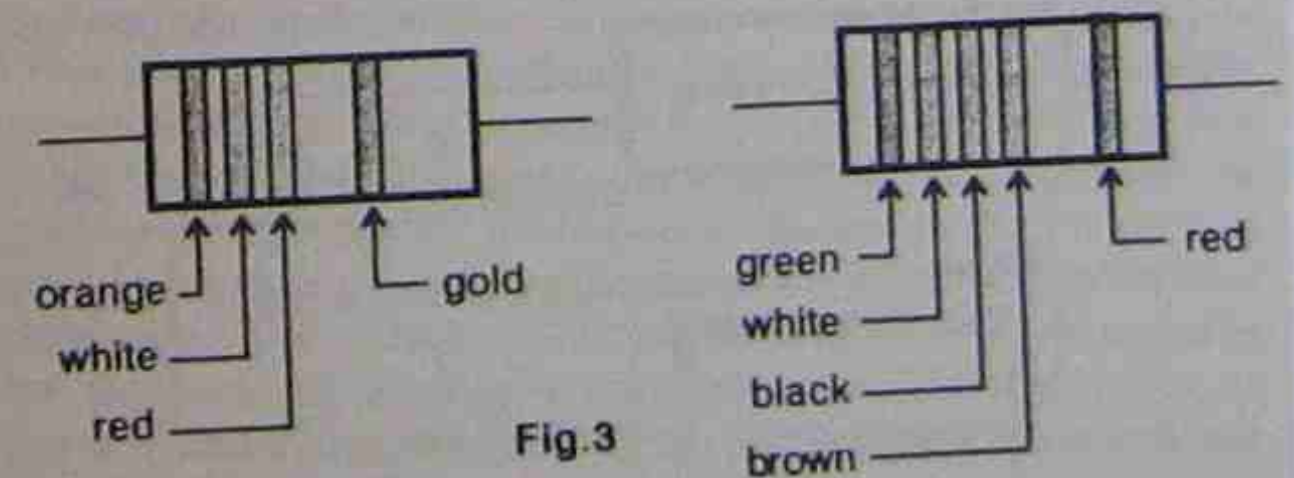 orange
white
red
gold
Fig.3
green
white
black
brown
red